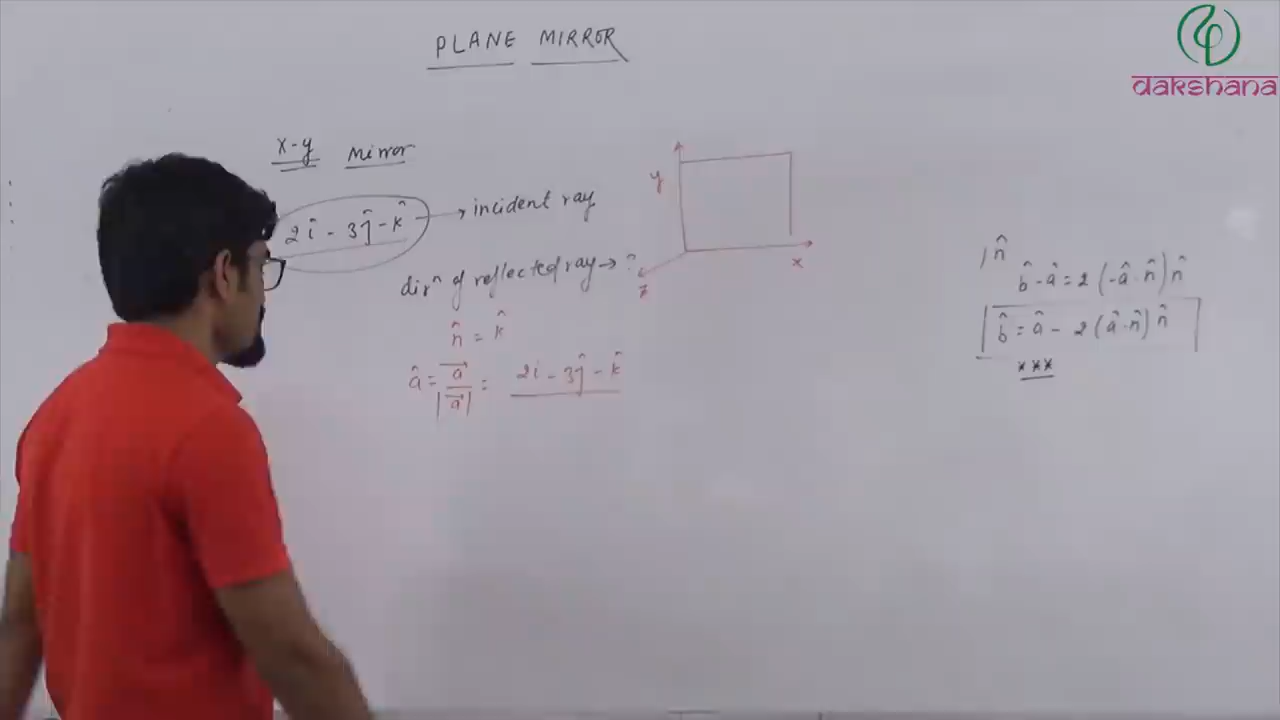 PLANE MIRROR
dakshana
x-y Mirror
2î - 3ĵ - k̂ → incident ray
dirⁿ of reflected ray → ?
n̂ = k̂
â = a⃗ / |a⃗| = 2i - 3ĵ - k̂
y
x
z
, n̂
b̂ - â = 2 (-â · n̂) n̂
b̂ = â - 2 (â · n̂) n̂
***